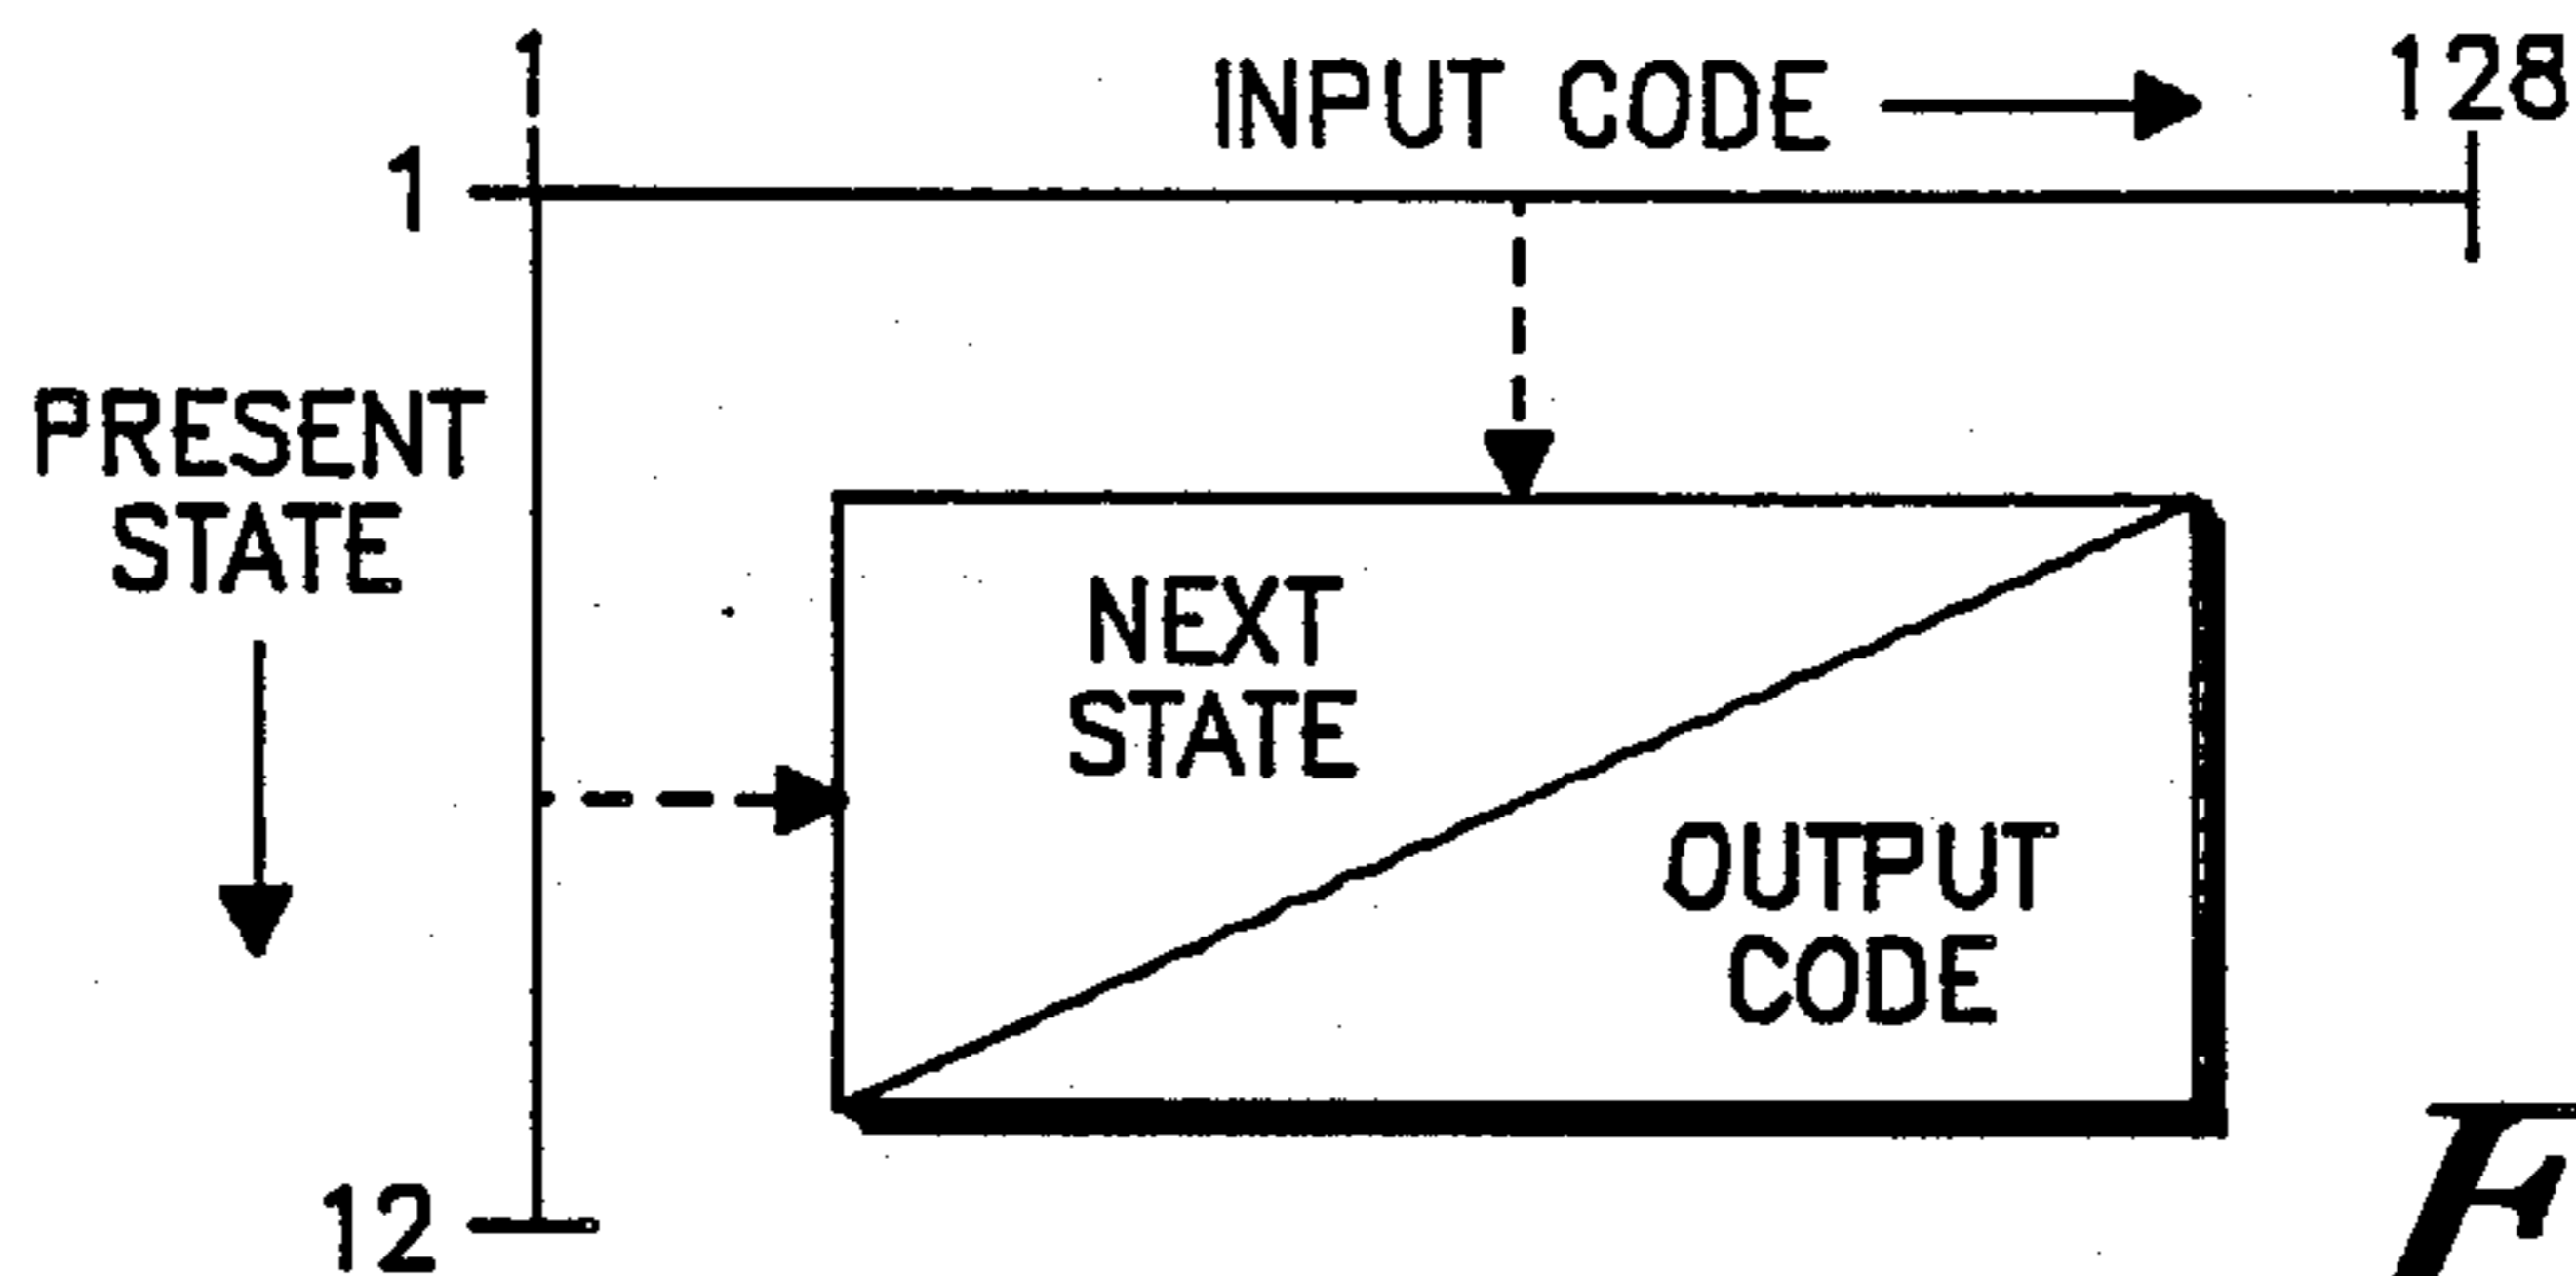 1
INPUT CODE
128
1
PRESENT
STATE
NEXT
STATE
OUTPUT
CODE
12
F